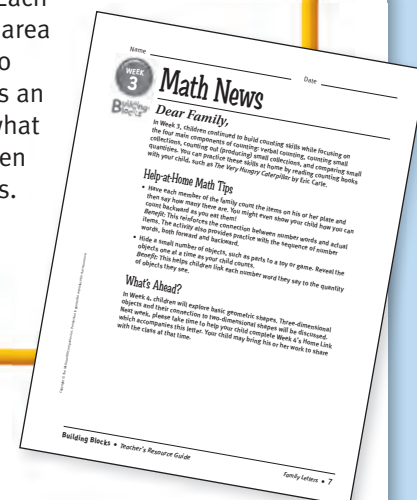 Each
area
o
s an
what
en
s.
Name
Date
WEEK
3
Building
Blocks
Math News
Dear Family,
In Week 3, children continued to build counting skills while focusing on
the four main components of counting: verbal counting, counting small
collections, counting out (producing) small collections, and comparing small
quantities. You can practice these skills at home by reading counting books
with your child, such as The Very Hungry Caterpillar by Eric Carle.
Help-at-Home Math Tips
• Have each member of the family count the items on his or her plate and
then say how many there are. You might even show your child how you can
count backward as you eat them!
Benefit: This reinforces the connection between number words and actual
items. The activity also provides practice with the sequence of number
words, both forward and backward.
• Hide a small number of objects, such as parts to a toy or game. Reveal the
objects one at a time as your child counts.
Benefit: This helps children link each number word they say to the quantity
of objects they see.
What's Ahead?
In Week 4, children will explore basic geometric shapes. Three-dimensional
objects and their connection to two-dimensional shapes will be discussed.
Next week, please take time to help your child complete Week 4's Home Link
which accompanies this letter. Your child may bring his or her work to share
with the class at that time.
Building Blocks • Teacher's Resource Guide
Family Letters • 7